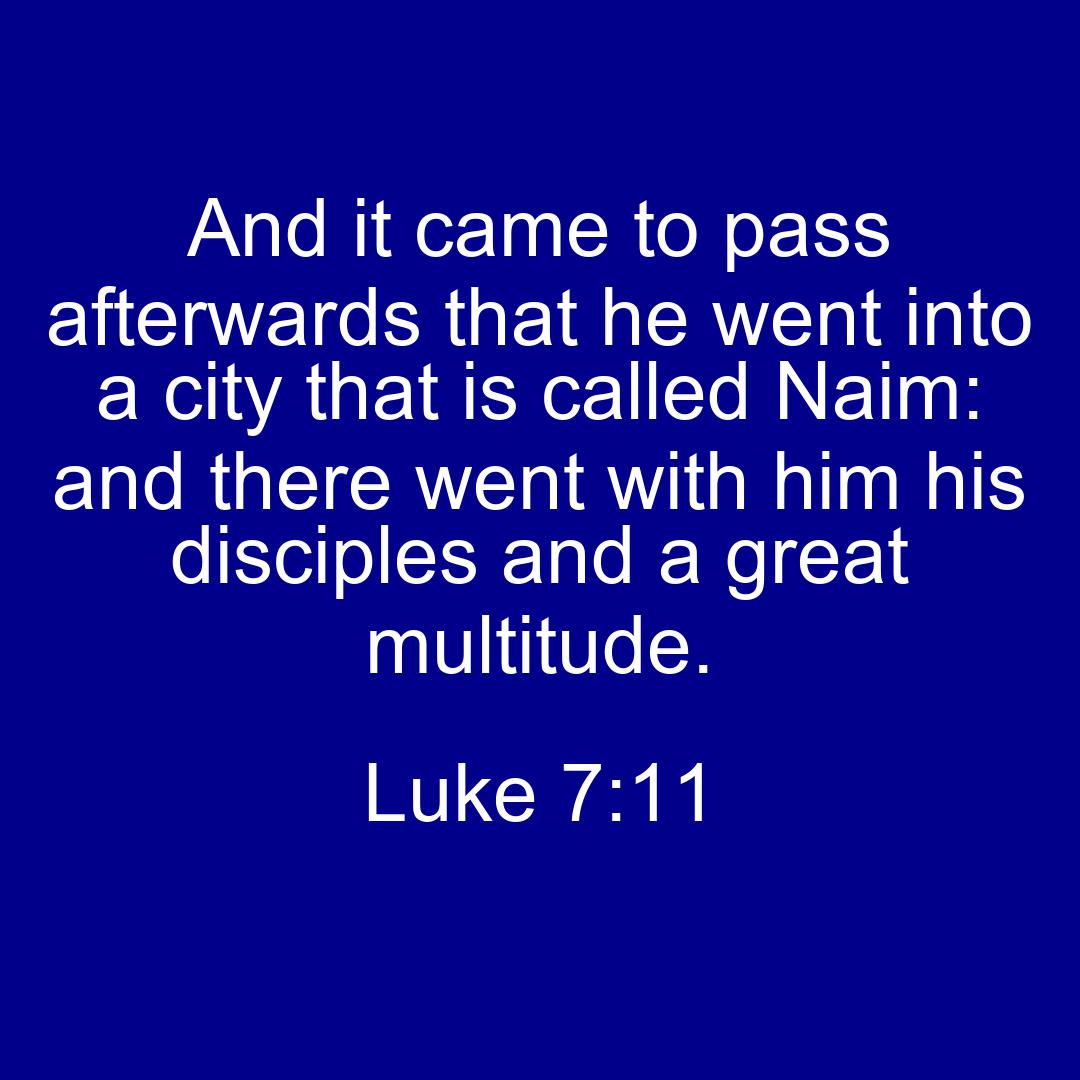 And it came to pass
afterwards that he went into
a city that is called Naim:
and there went with him his
disciples and a great
multitude.
Luke 7:11